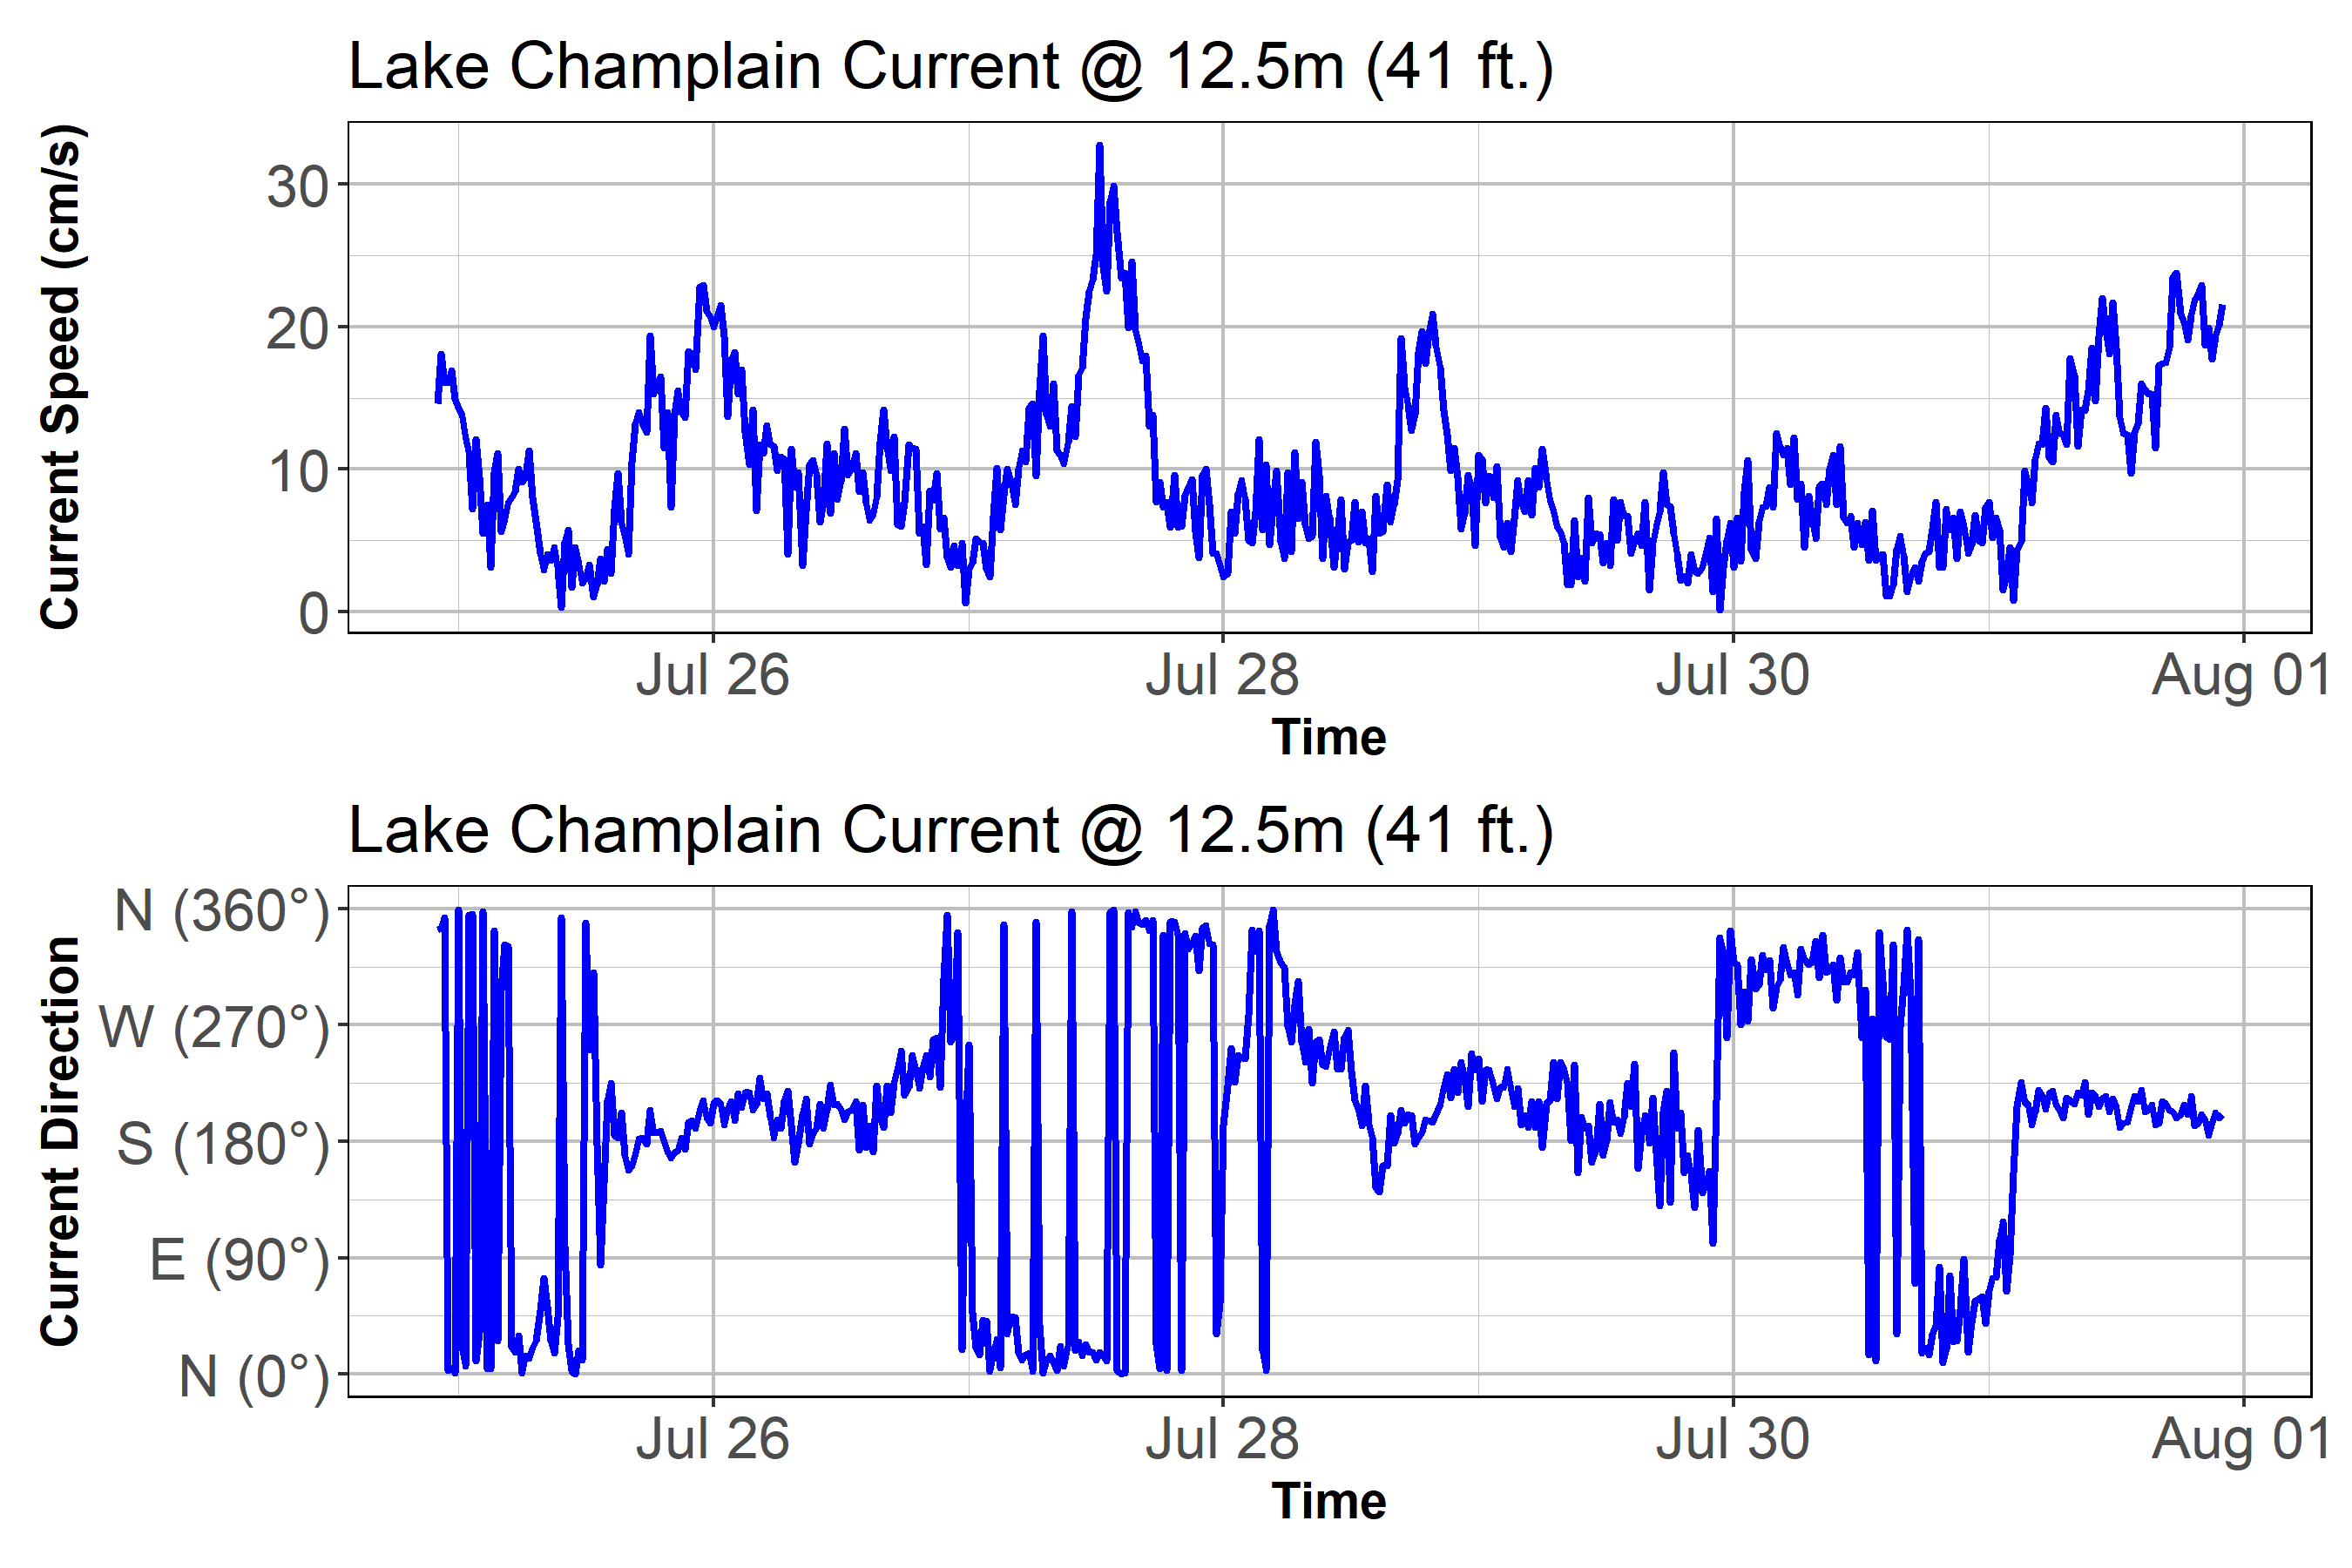 Lake Champlain Current @ 12.5m (41 ft.)
Current Speed (cm/s)
30
20
10
0
Jul 26 Jul 28 Jul 30 Aug 01
Time
Lake Champlain Current @ 12.5m (41 ft.)
Current Direction
N (360°)
W (270°)
S (180°)
E (90°)
N (0°)
Jul 26 Jul 28 Jul 30 Aug 01
Time